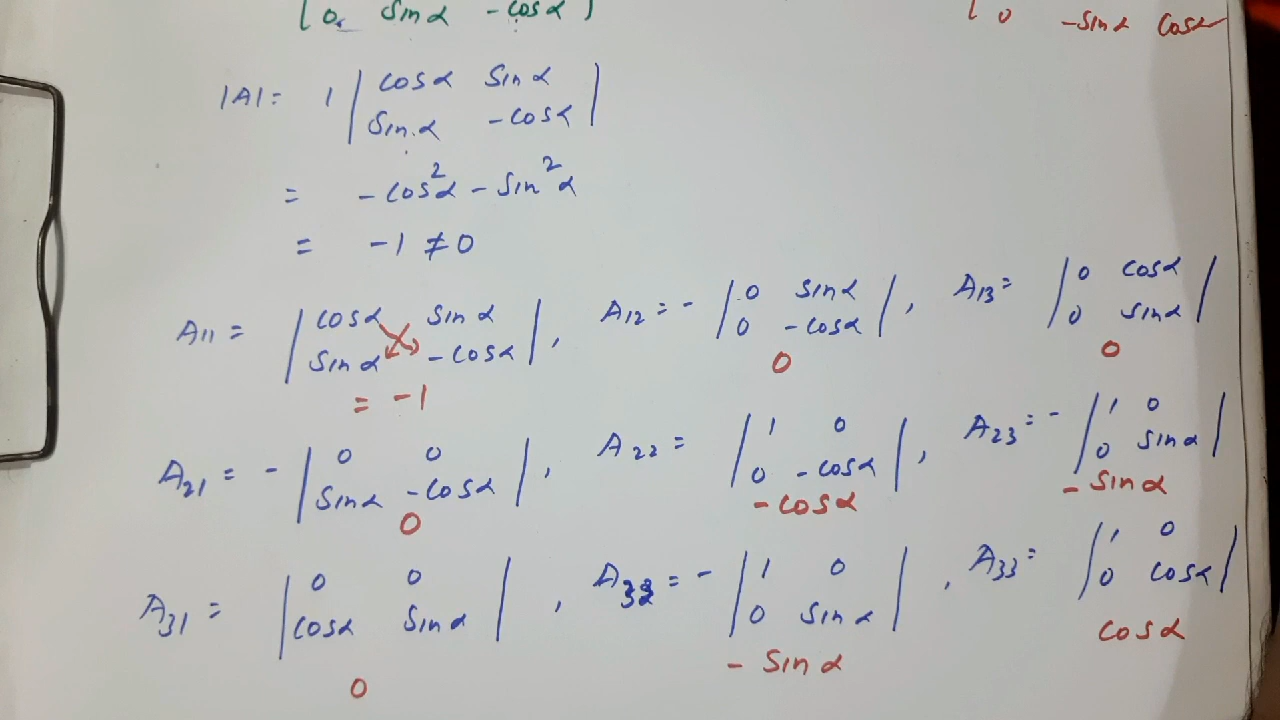 [ 0 sinα -cosα ]
[ 0 -sinα cosα
|A| = 1 | cosα sinα |
| sinα -cosα |
= -cos²α - sin²α
= -1 ≠ 0
A11 = | cosα sinα |, A12 = - | 0 sinα |, A13 = | 0 cosα |
| sinα -cosα | | 0 -cosα | | 0 sinα |
= -1 0 0
A21 = - | 0 0 |, A22 = | 1 0 |, A23 = - | 1 0 |
| sinα -cosα | | 0 -cosα | | 0 sinα |
0 -cosα - sinα
A31 = | 0 0 |, A32 = - | 1 0 |, A33 = | 1 0 |
| cosα sinα | | 0 sinα | | 0 cosα |
0 - sinα cosα